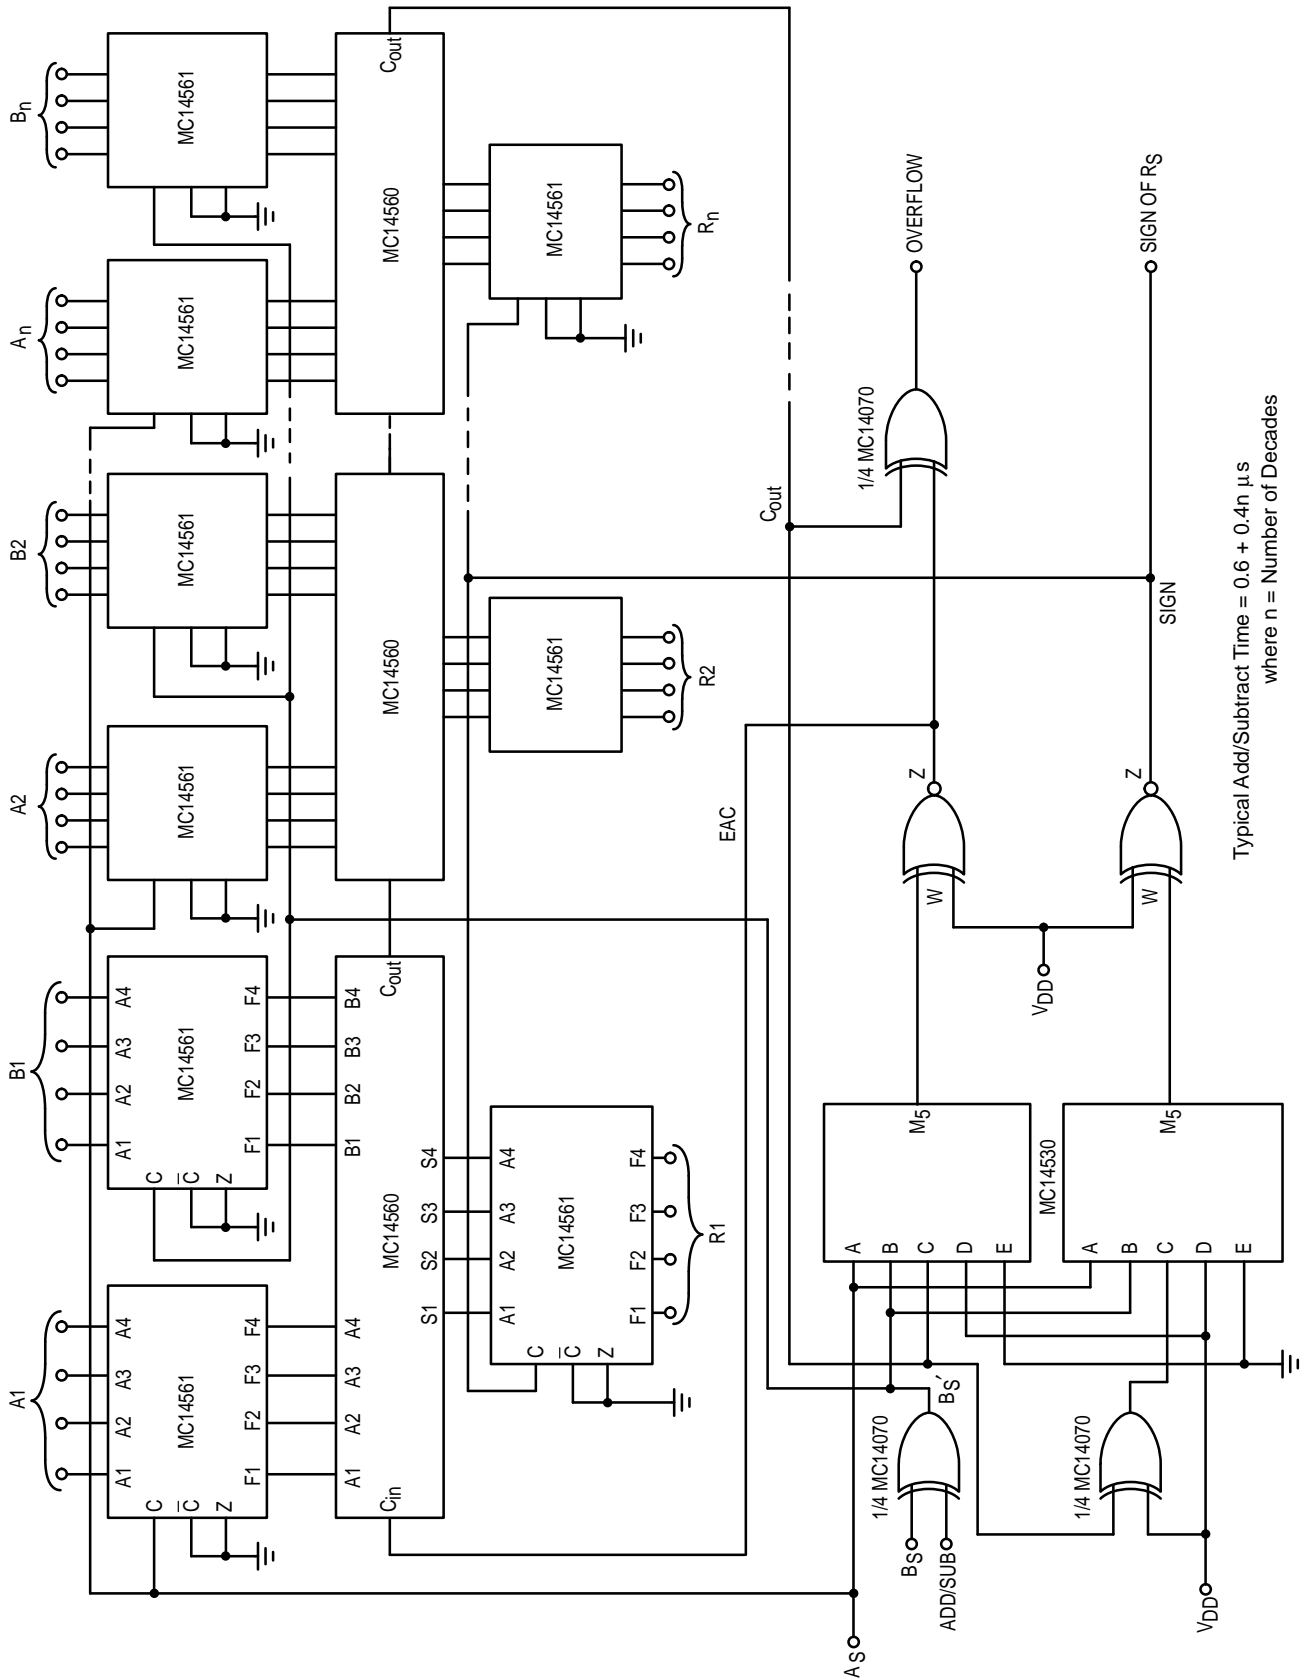 A1
B1
A2
B2
An
Bn
A1 A2 A3 A4
C
C
Z
MC14561
F1 F2 F3 F4
A1 A2 A3 A4
C
C
Z
MC14561
F1 F2 F3 F4
MC14561
MC14561
MC14561
MC14561
Cin
A1 A2 A3 A4
B1 B2 B3 B4
MC14560
Cout
S1 S2 S3 S4
MC14560
MC14560
Cout
A1 A2 A3 A4
C
C
Z
MC14561
F1 F2 F3 F4
R1
MC14561
R2
MC14561
Rn
EAC
Cout
AS
BS
ADD/SUB
1/4 MC14070
BS´
A
B
C
D
E
M5
MC14530
W
Z
1/4 MC14070
OVERFLOW
VDD
VDD
1/4 MC14070
A
B
C
D
E
M5
W
Z
SIGN
SIGN OF RS
Typical Add/Subtract Time = 0.6 + 0.4n µs
where n = Number of Decades